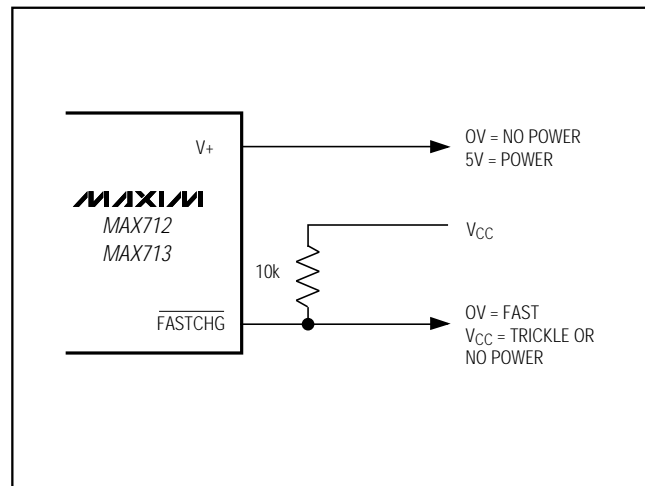 V+
0V = NO POWER
5V = POWER
MAXIM
MAX712
MAX713
VCC
10k
FASTCHG
0V = FAST
VCC = TRICKLE OR
NO POWER